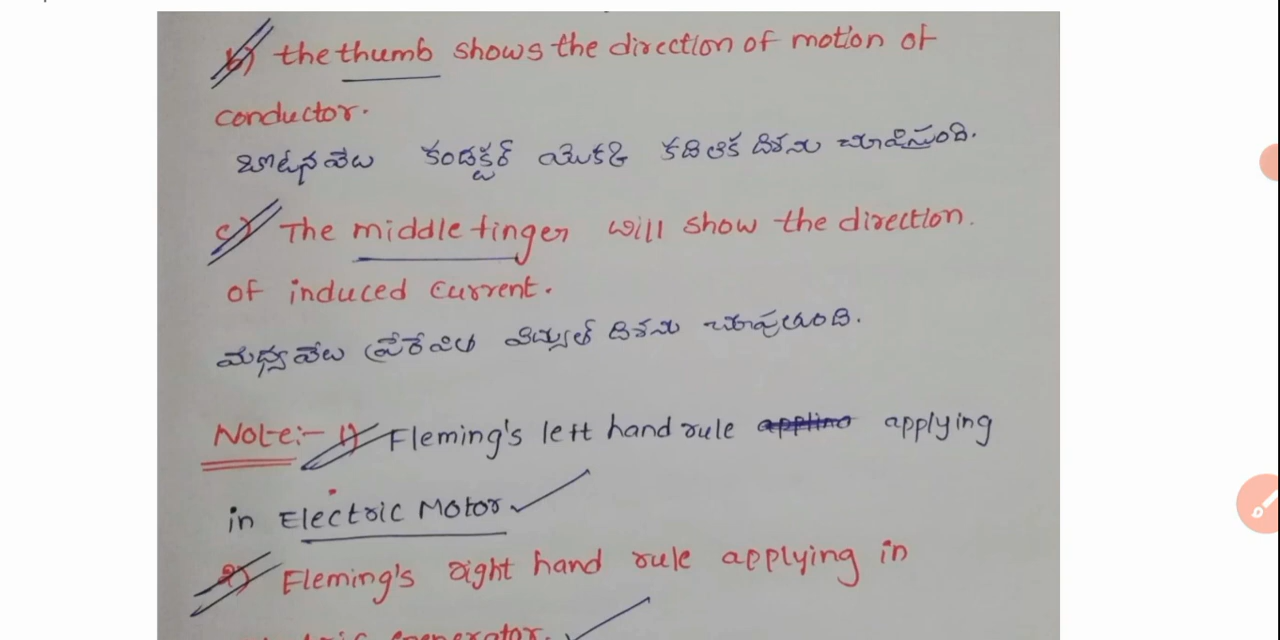 b) the thumb shows the direction of motion of
conductor.
బొటనవేలు కండక్టర్ యొక్క కదలిక దిశను చూపిస్తుంది.
c) The middle finger will show the direction.
of induced current.
మధ్యవేలు ప్రేరేపిత విద్యుత్ దిశను చూపుతుంది.
Note:- 1) Fleming's left hand rule applying
in Electric Motor
2) Fleming's right hand rule applying in
generator.